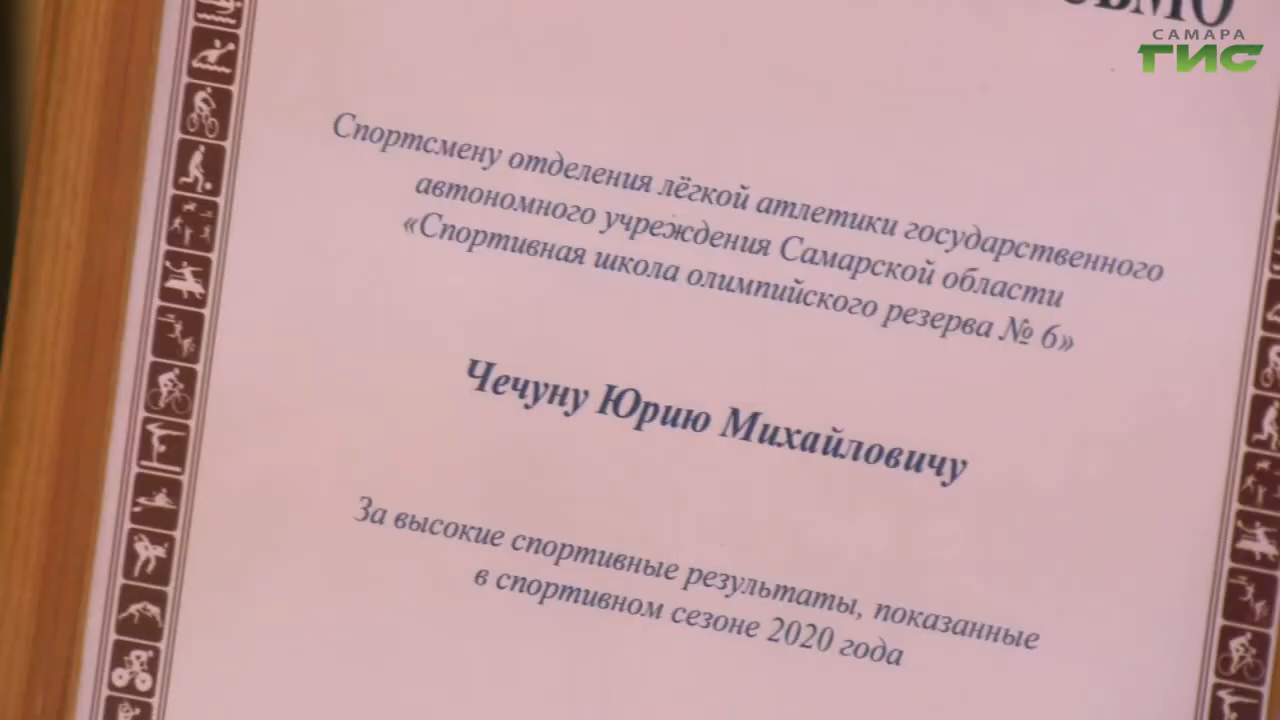 САМАРА
ГИС
Спортсмену отделения лёгкой атлетики государственного
автономного учреждения Самарской области
«Спортивная школа олимпийского резерва № 6»
Чечуну Юрию Михайловичу
За высокие спортивные результаты, показанные
в спортивном сезоне 2020 года